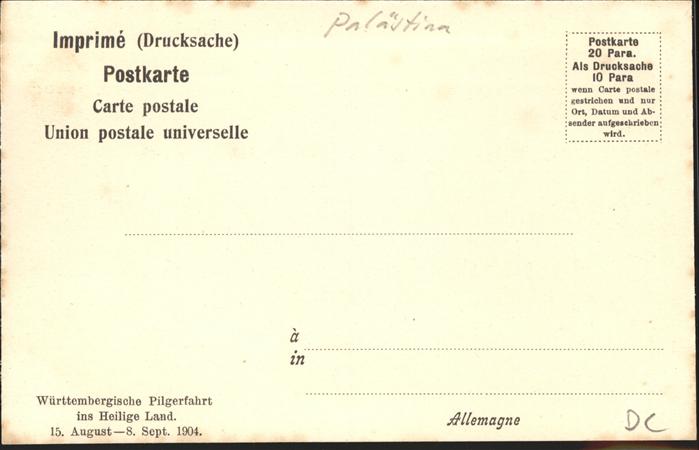 Palästina
Imprimé (Drucksache)
Postkarte
Carte postale
Union postale universelle
Postkarte
20 Para.
Als Drucksache
10 Para
wenn Carte postale
gestrichen und nur
Ort, Datum und Ab-
sender aufgeschrieben
wird.
à
in
Württembergische Pilgerfahrt
ins Heilige Land.
15. August—8. Sept. 1904.
Allemagne
DC